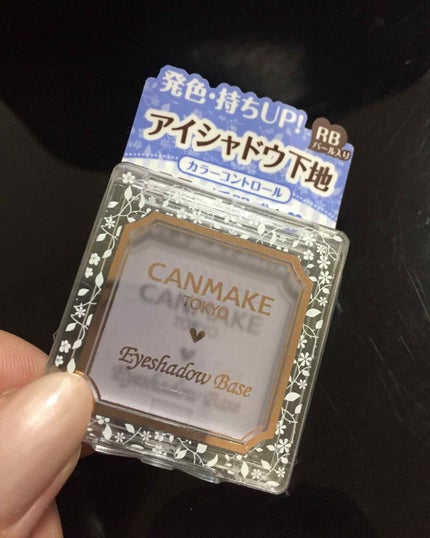 発色・持ちUP!
RB
パール入り
アイシャドウ下地
カラーコントロール
CANMAKE
TOKYO
Eyeshadow Base